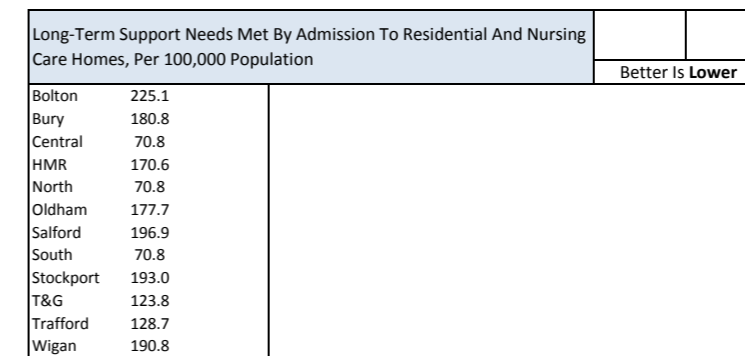 Long-Term Support Needs Met By Admission To Residential And Nursing
Care Homes, Per 100,000 Population
Better Is Lower
Bolton 225.1
Bury 180.8
Central 70.8
HMR 170.6
North 70.8
Oldham 177.7
Salford 196.9
South 70.8
Stockport 193.0
T&G 123.8
Trafford 128.7
Wigan 190.8